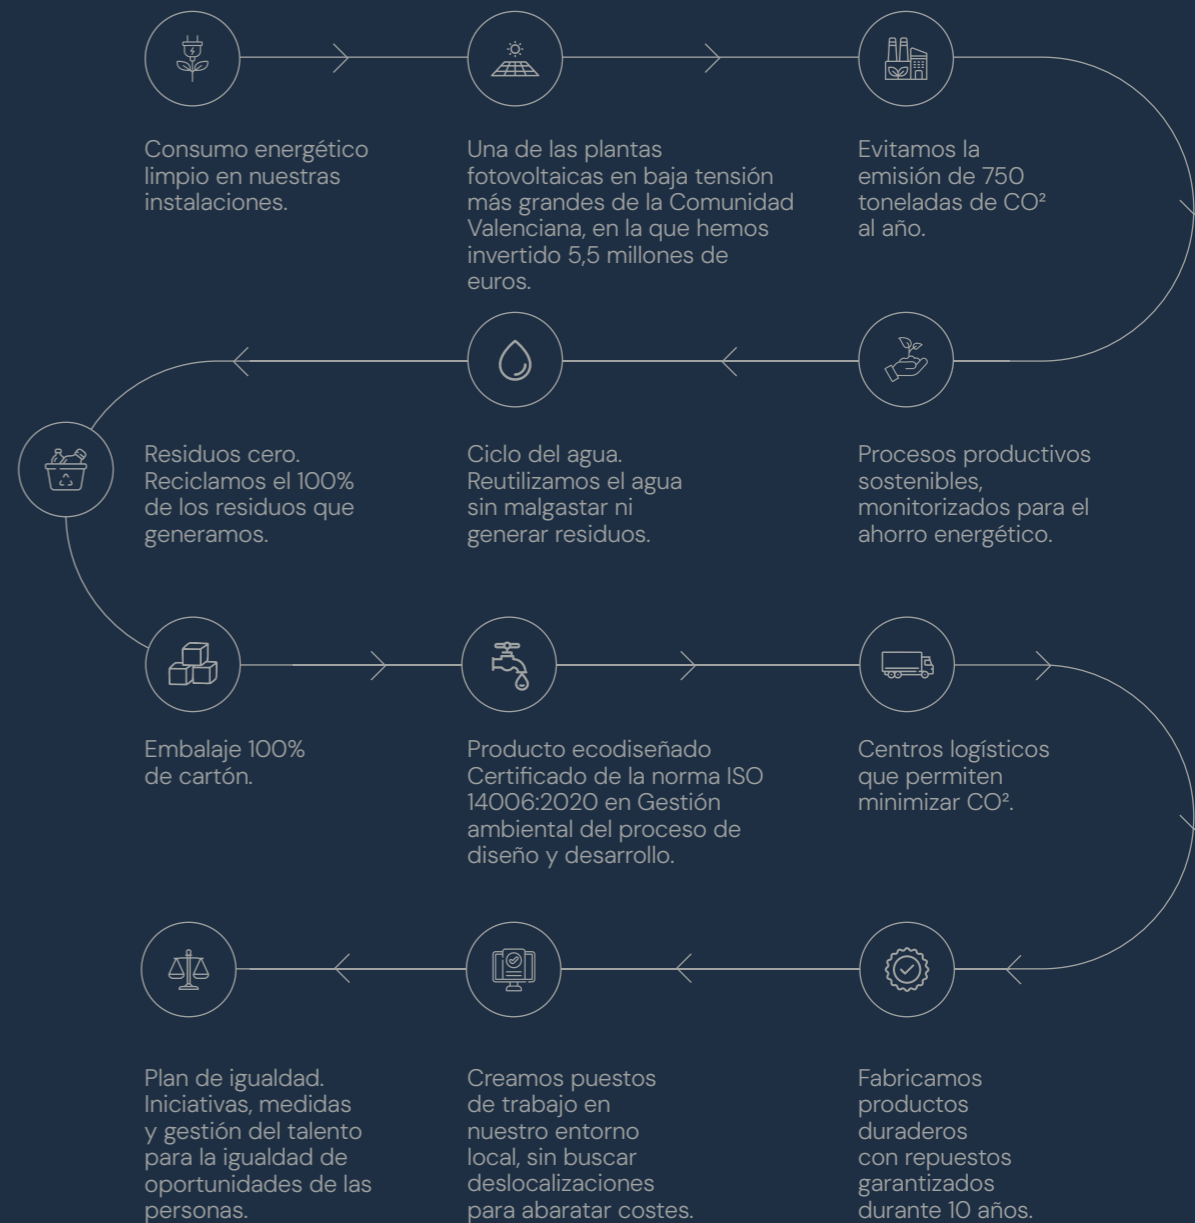 Consumo energético
limpio en nuestras
instalaciones.
Una de las plantas
fotovoltaicas en baja tensión
más grandes de la Comunidad
Valenciana, en la que hemos
invertido 5,5 millones de
euros.
Evitamos la
emisión de 750
toneladas de CO²
al año.
Residuos cero.
Reciclamos el 100%
de los residuos que
generamos.
Ciclo del agua.
Reutilizamos el agua
sin malgastar ni
generar residuos.
Procesos productivos
sostenibles,
monitorizados para el
ahorro energético.
Embalaje 100%
de cartón.
Producto ecodiseñado
Certificado de la norma ISO
14006:2020 en Gestión
ambiental del proceso de
diseño y desarrollo.
Centros logísticos
que permiten
minimizar CO².
Plan de igualdad.
Iniciativas, medidas
y gestión del talento
para la igualdad de
oportunidades de las
personas.
Creamos puestos
de trabajo en
nuestro entorno
local, sin buscar
deslocalizaciones
para abaratar costes.
Fabricamos
productos
duraderos
con repuestos
garantizados
durante 10 años.